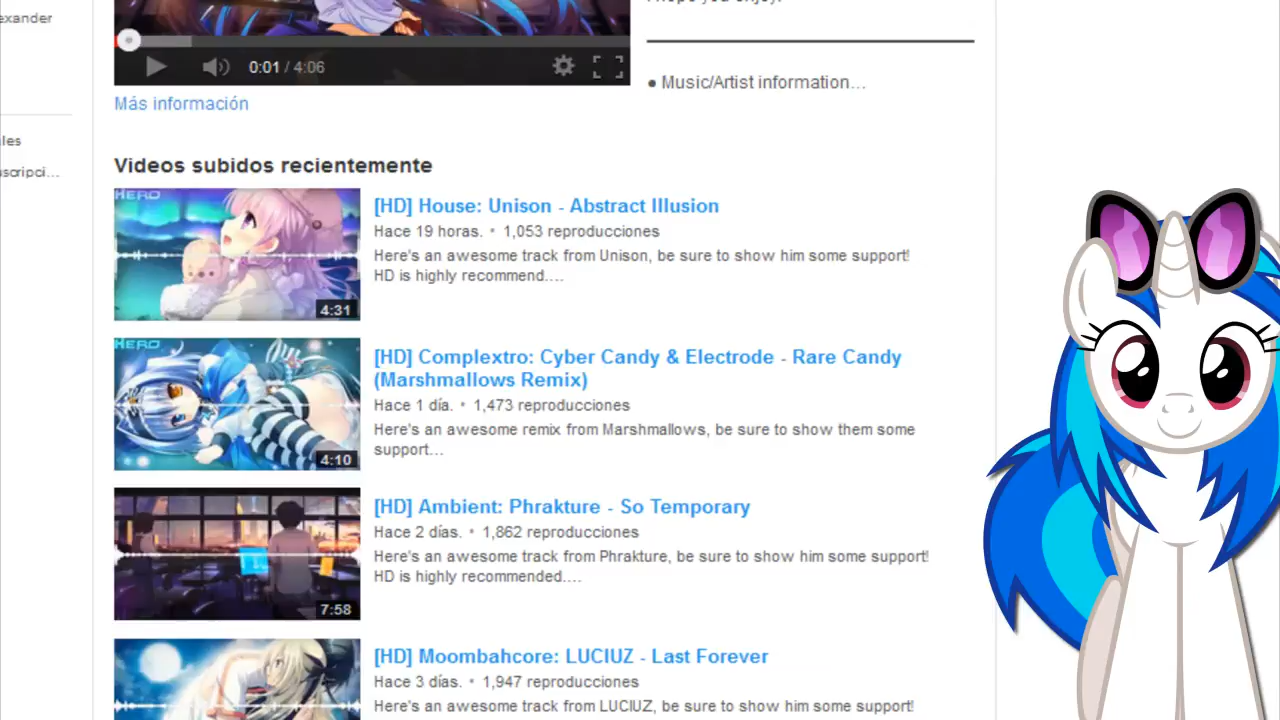 exander
0:01 / 4:06
Más información
● Music/Artist information...
les
uscripci...
Videos subidos recientemente
HERO
4:31
[HD] House: Unison - Abstract Illusion
Hace 19 horas. • 1,053 reproducciones
Here's an awesome track from Unison, be sure to show him some support!
HD is highly recommend....
HERO
4:10
[HD] Complextro: Cyber Candy & Electrode - Rare Candy
(Marshmallows Remix)
Hace 1 día. • 1,473 reproducciones
Here's an awesome remix from Marshmallows, be sure to show them some
support...
7:58
[HD] Ambient: Phrakture - So Temporary
Hace 2 días. • 1,862 reproducciones
Here's an awesome track from Phrakture, be sure to show him some support!
HD is highly recommended....
[HD] Moombahcore: LUCIUZ - Last Forever
Hace 3 días. • 1,947 reproducciones
Here's an awesome track from LUCIUZ, be sure to show him some support!